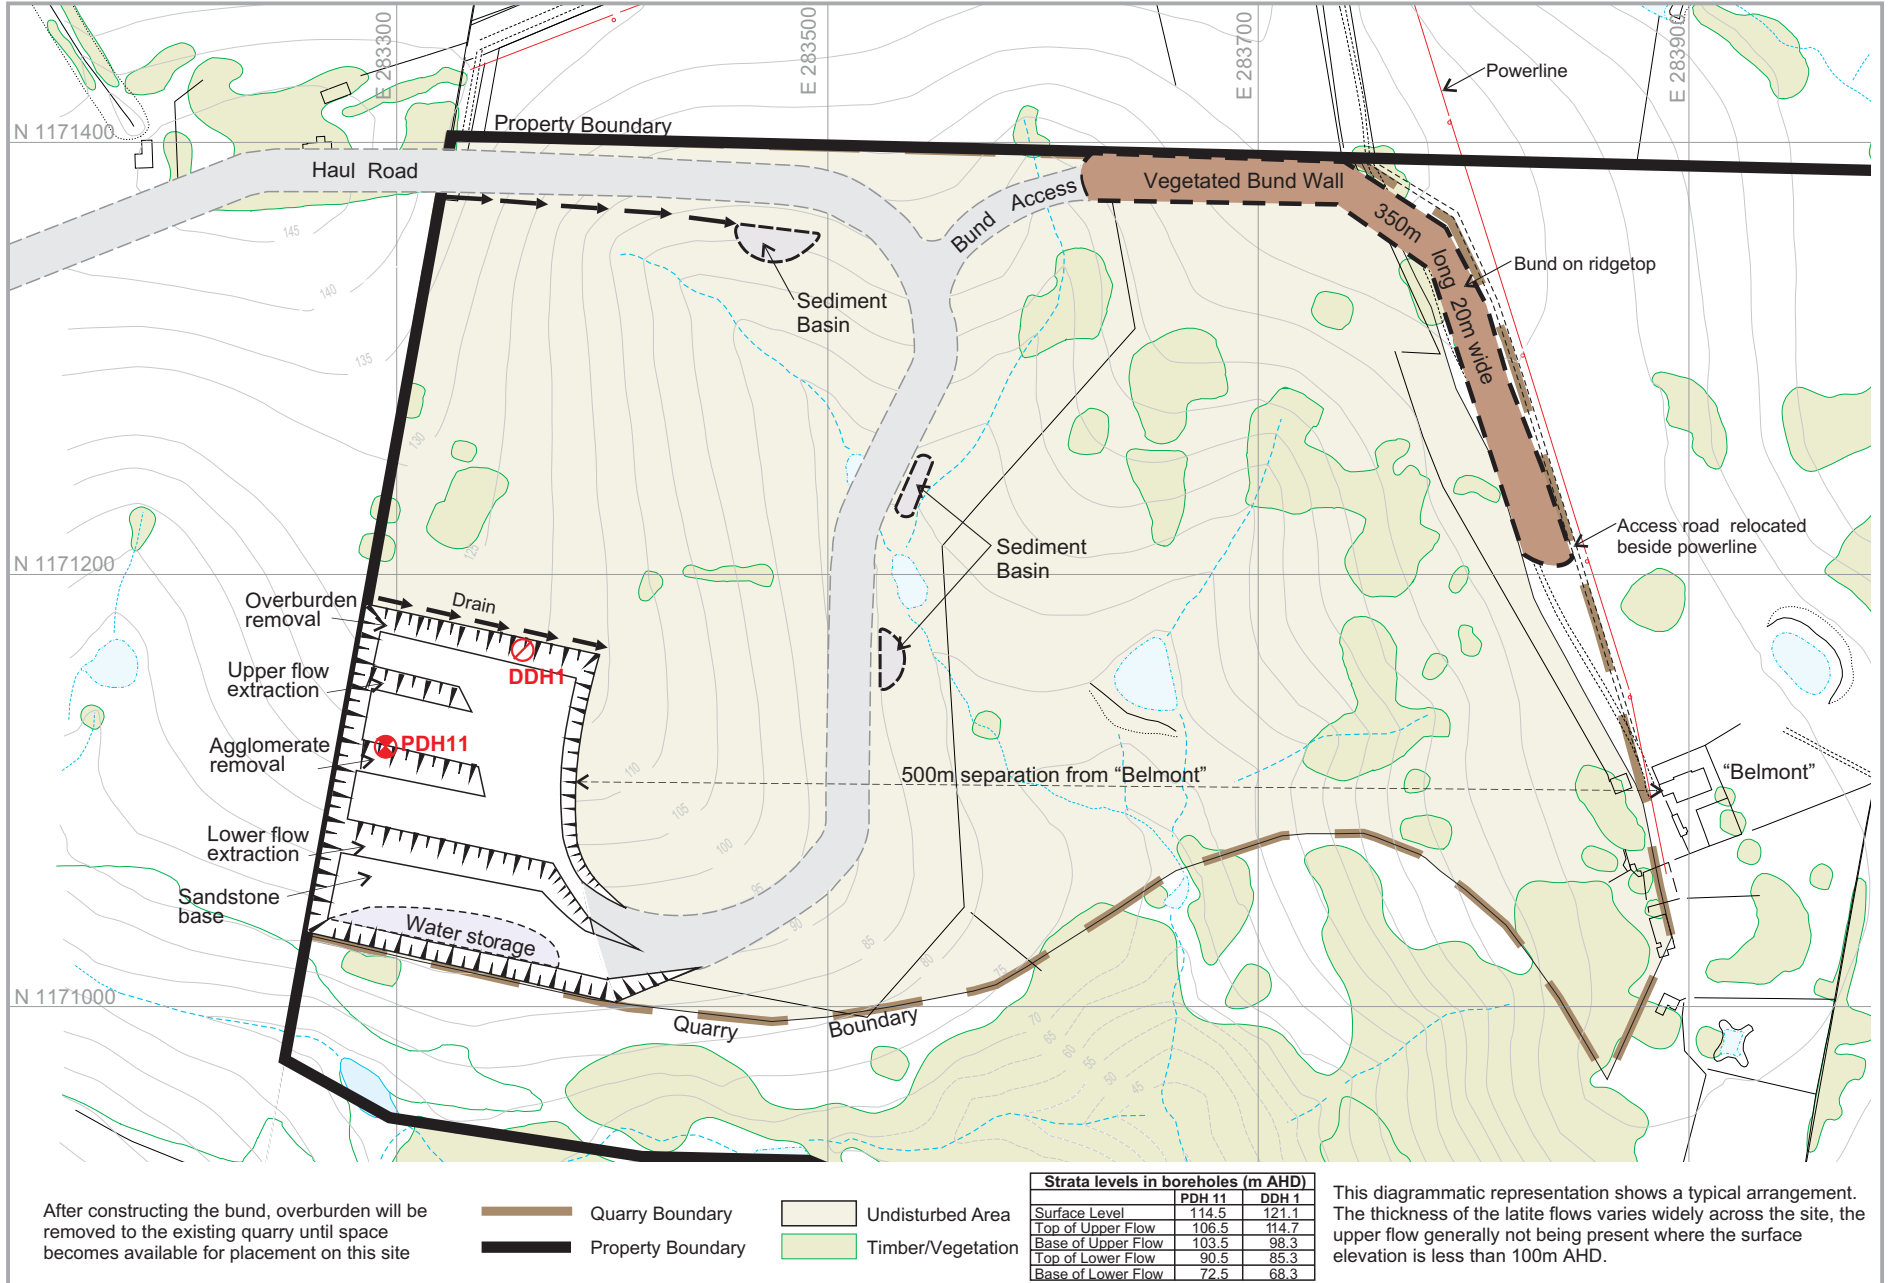 E 283300
E 283500
E 283700
E 283900
Powerline
N 1171400
Property Boundary
Haul Road
Bund Access
Vegetated Bund Wall
350m long 20m wide
145
Bund on ridgetop
140
Sediment
Basin
135
130
125
Access road relocated
beside powerline
Sediment
Basin
N 1171200
Overburden
removal
Drain
Upper flow
extraction
DDH1
Agglomerate
removal
PDH11
110
500m separation from “Belmont”
“Belmont”
105
Lower flow
extraction
100
95
Sandstone
base
Water storage
90
85
80
75
N 1171000
Quarry Boundary
70
65
60
55
50
45
After constructing the bund, overburden will be
removed to the existing quarry until space
becomes available for placement on this site
Quarry Boundary
Property Boundary
Undisturbed Area
Timber/Vegetation
Strata levels in boreholes (m AHD)
PDH 11 DDH 1
Surface Level 114.5 121.1
Top of Upper Flow 106.5 114.7
Base of Upper Flow 103.5 98.3
Top of Lower Flow 90.5 85.3
Base of Lower Flow 72.5 68.3
This diagrammatic representation shows a typical arrangement.
The thickness of the latite flows varies widely across the site, the
upper flow generally not being present where the surface
elevation is less than 100m AHD.